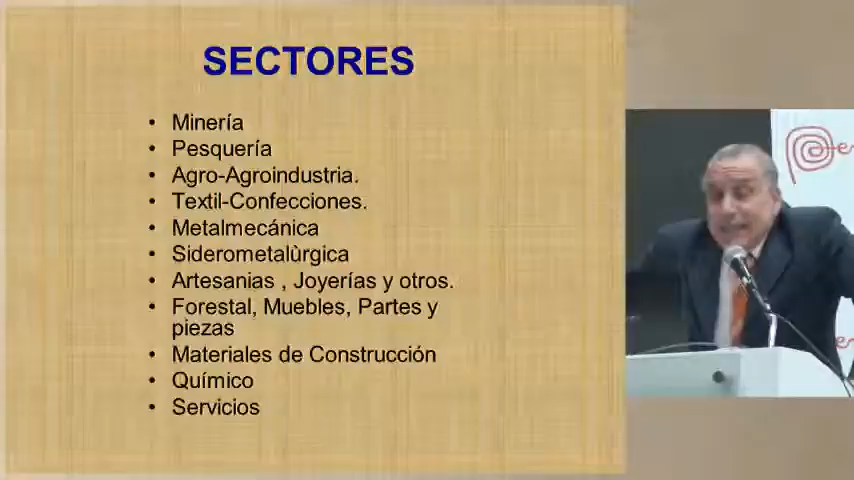 SECTORES
• Minería
• Pesquería
• Agro-Agroindustria.
• Textil-Confecciones.
• Metalmecánica
• Siderometalùrgica
• Artesanias , Joyerías y otros.
• Forestal, Muebles, Partes y
piezas
• Materiales de Construcción
• Químico
• Servicios